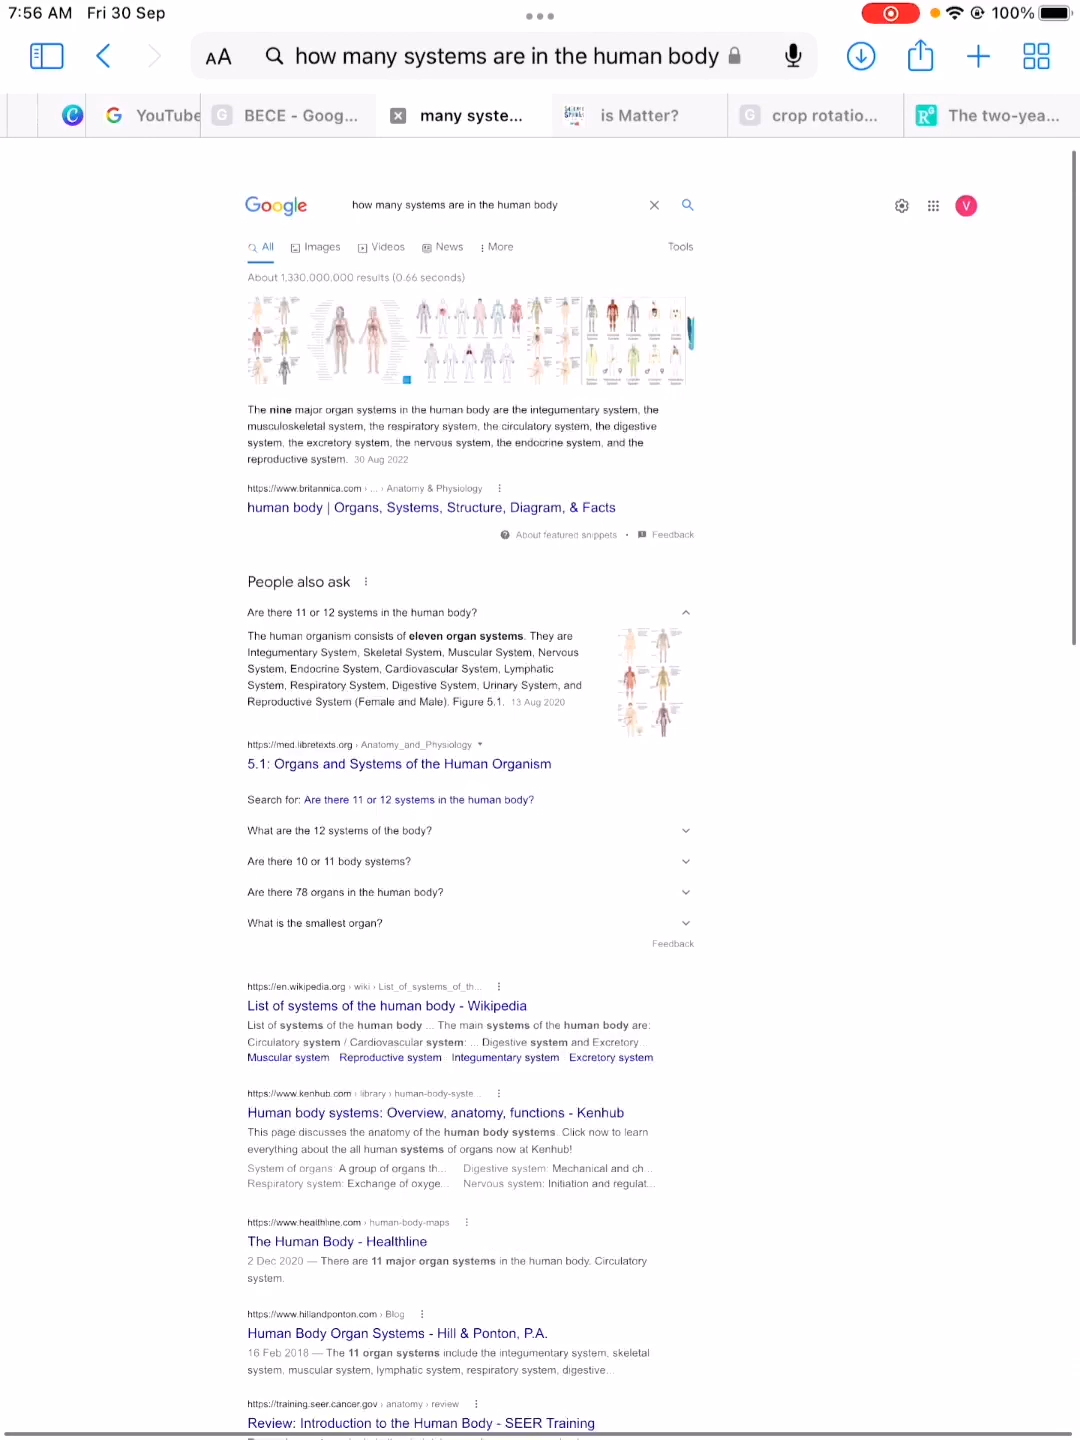 7:56 AM Fri 30 Sep
100%
AA how many systems are in the human body
YouTube
BECE - Goog...
many syste...
is Matter?
crop rotatio...
The two-yea...
Google
how many systems are in the human body
V
All Images Videos News More Tools
About 1,330,000,000 results (0.66 seconds)
The nine major organ systems in the human body are the integumentary system, the
musculoskeletal system, the respiratory system, the circulatory system, the digestive
system, the excretory system, the nervous system, the endocrine system, and the
reproductive system. 30 Aug 2022
https://www.britannica.com › ... › Anatomy & Physiology
human body | Organs, Systems, Structure, Diagram, & Facts
About featured snippets • Feedback
People also ask
Are there 11 or 12 systems in the human body?
The human organism consists of eleven organ systems. They are
Integumentary System, Skeletal System, Muscular System, Nervous
System, Endocrine System, Cardiovascular System, Lymphatic
System, Respiratory System, Digestive System, Urinary System, and
Reproductive System (Female and Male). Figure 5.1. 13 Aug 2020
https://med.libretexts.org › Anatomy_and_Physiology
5.1: Organs and Systems of the Human Organism
Search for: Are there 11 or 12 systems in the human body?
What are the 12 systems of the body?
Are there 10 or 11 body systems?
Are there 78 organs in the human body?
What is the smallest organ?
Feedback
https://en.wikipedia.org › wiki › List_of_systems_of_th...
List of systems of the human body - Wikipedia
List of systems of the human body ... The main systems of the human body are:
Circulatory system / Cardiovascular system: ... Digestive system and Excretory...
Muscular system Reproductive system Integumentary system Excretory system
https://www.kenhub.com › library › human-body-syste...
Human body systems: Overview, anatomy, functions - Kenhub
This page discusses the anatomy of the human body systems. Click now to learn
everything about the all human systems of organs now at Kenhub!
System of organs: A group of organs th... Digestive system: Mechanical and ch...
Respiratory system: Exchange of oxyge... Nervous system: Initiation and regulat...
https://www.healthline.com › human-body-maps
The Human Body - Healthline
2 Dec 2020 — There are 11 major organ systems in the human body. Circulatory
system.
https://www.hillandponton.com › Blog
Human Body Organ Systems - Hill & Ponton, P.A.
16 Feb 2018 — The 11 organ systems include the integumentary system, skeletal
system, muscular system, lymphatic system, respiratory system, digestive...
https://training.seer.cancer.gov › anatomy › review
Review: Introduction to the Human Body - SEER Training